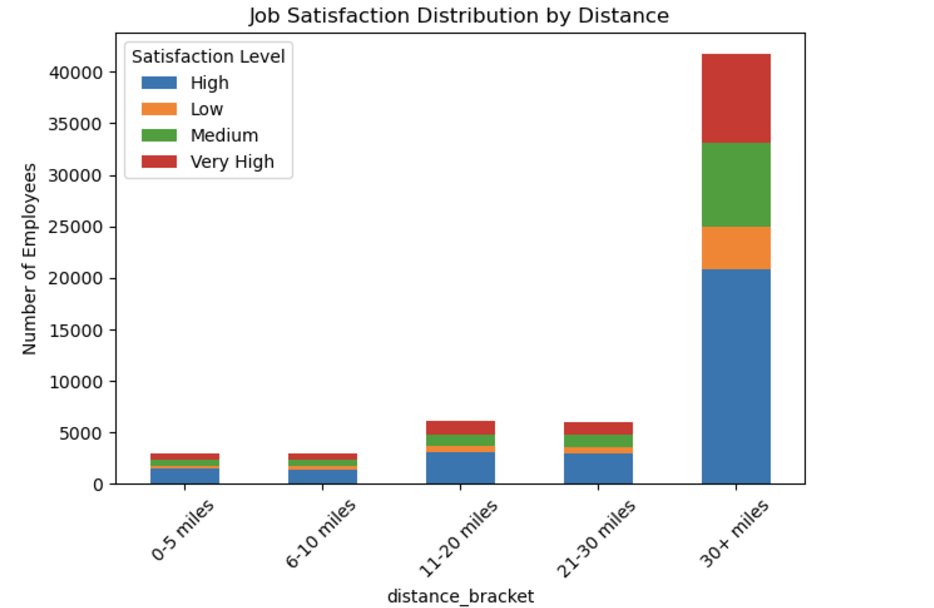 Job Satisfaction Distribution by Distance
Satisfaction Level
High
Low
Medium
Very High
Number of Employees
40000
35000
30000
25000
20000
15000
10000
5000
0
0-5 miles
6-10 miles
11-20 miles
21-30 miles
30+ miles
distance_bracket